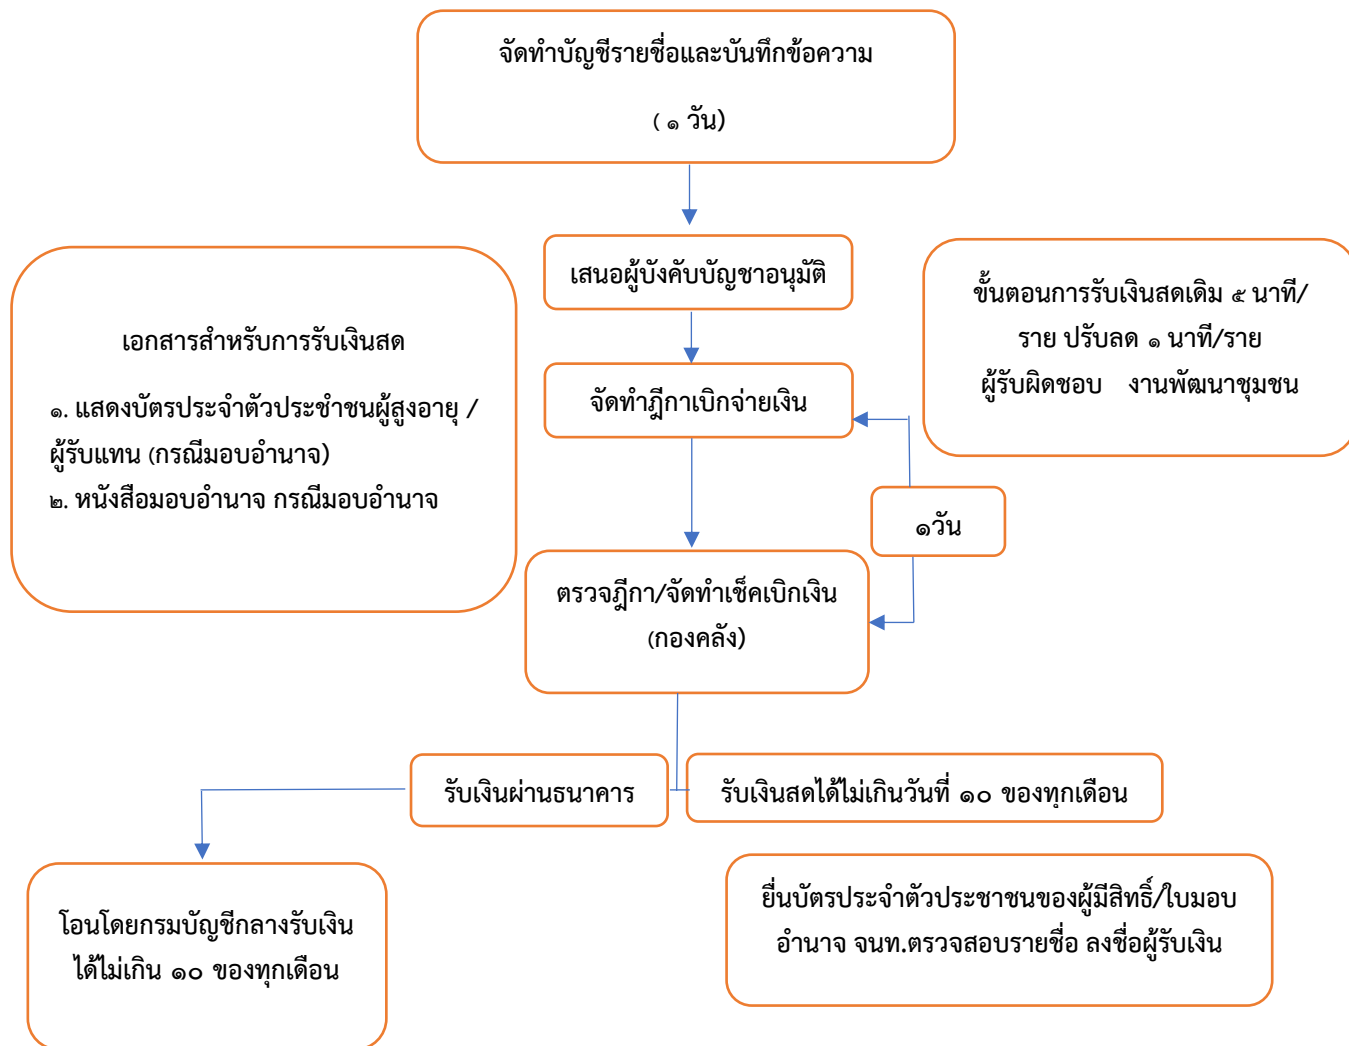 จัดทำบัญชีรายชื่อและบันทึกข้อความ
( ๑ วัน)
เสนอผู้บังคับบัญชาอนุมัติ
เอกสารสำหรับการรับเงินสด
๑. แสดงบัตรประจำตัวประชำชนผู้สูงอายุ /
ผู้รับแทน (กรณีมอบอำนาจ)
๒. หนังสือมอบอำนาจ กรณีมอบอำนาจ
ขั้นตอนการรับเงินสดเดิม ๕ นาที/
ราย ปรับลด ๑ นาที/ราย
ผู้รับผิดชอบ งานพัฒนาชุมชน
จัดทำฎีกาเบิกจ่ายเงิน
๑วัน
ตรวจฎีกา/จัดทำเช็คเบิกเงิน
(กองคลัง)
รับเงินผ่านธนาคาร
รับเงินสดได้ไม่เกินวันที่ ๑๐ ของทุกเดือน
โอนโดยกรมบัญชีกลางรับเงิน
ได้ไม่เกิน ๑๐ ของทุกเดือน
ยื่นบัตรประจำตัวประชาชนของผู้มีสิทธิ์/ใบมอบ
อำนาจ จนท.ตรวจสอบรายชื่อ ลงชื่อผู้รับเงิน